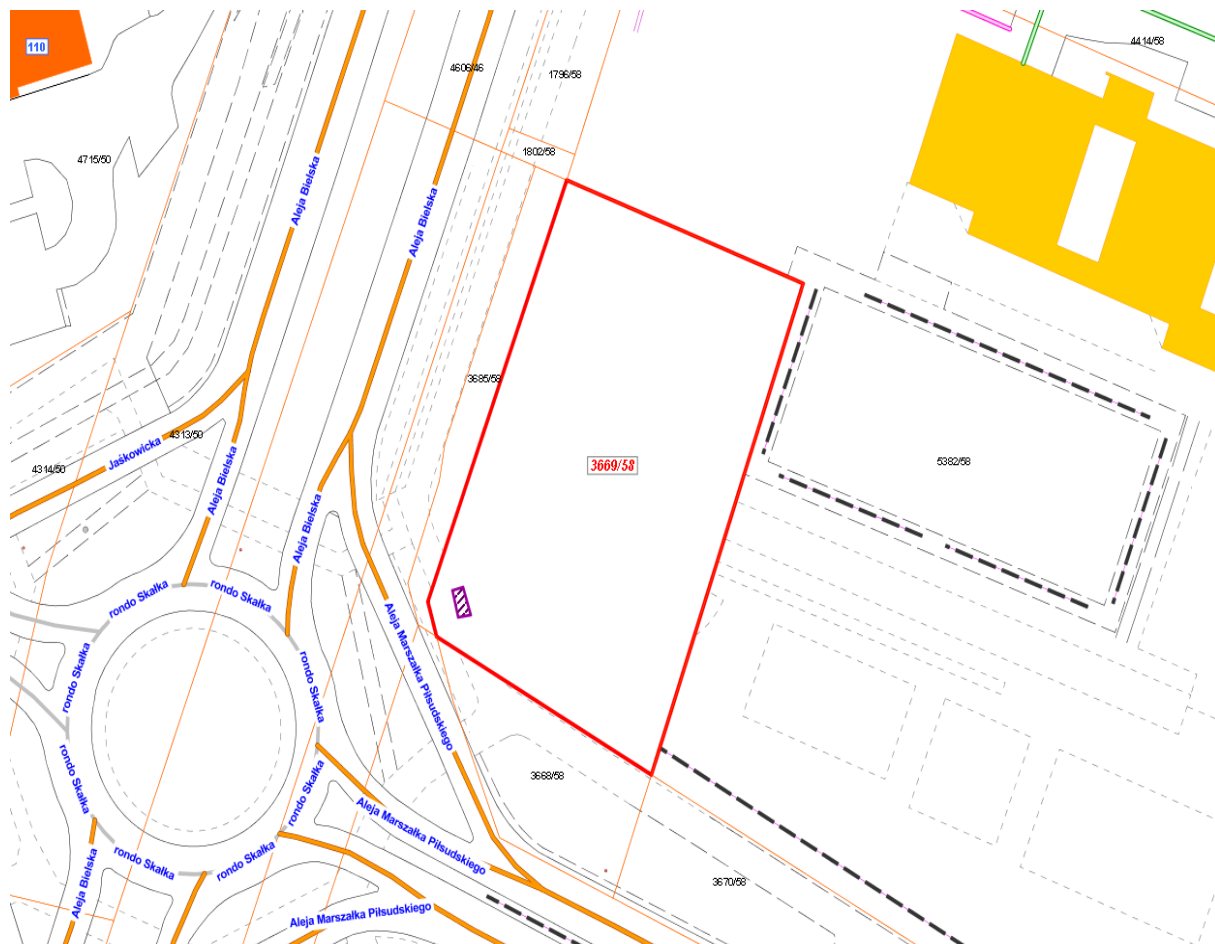 110
4414/58
4606/46
1796/58
1802/58
4715/50
Aleja Bielska
Aleja Bielska
3685/58
4313/50
Jaśkowicka
4314/50
3669/58
5382/58
Aleja Bielska
Aleja Bielska
rondo Skałka
rondo Skałka
rondo Skałka
rondo Skałka
Aleja Marszałka Piłsudskiego
rondo Skałka
rondo Skałka
3668/58
Aleja Marszałka Piłsudskiego
rondo Skałka
rondo Skałka
Aleja Bielska
3670/58
Aleja Marszałka Piłsudskiego